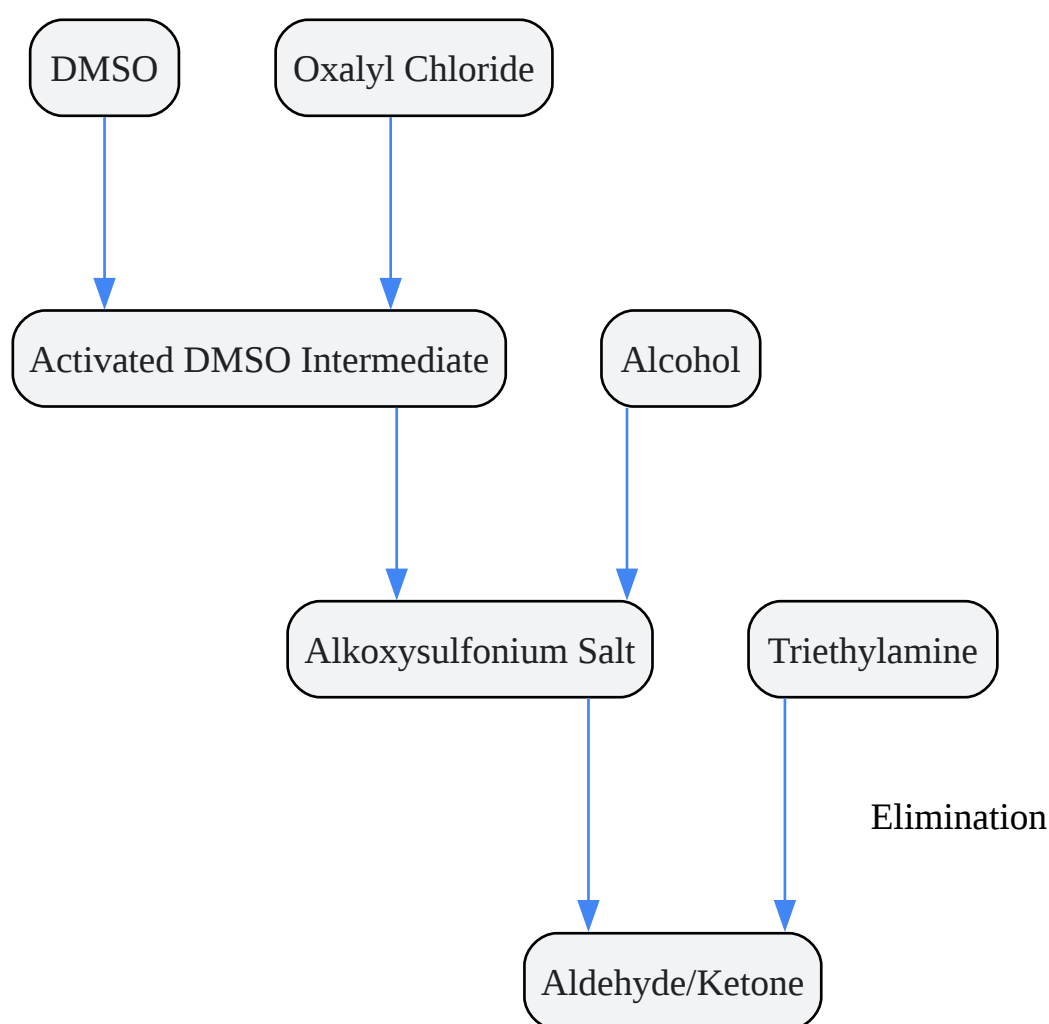 DMSO
Oxalyl Chloride
Activated DMSO Intermediate
Alcohol
Alkoxysulfonium Salt
Triethylamine
Elimination
Aldehyde/Ketone